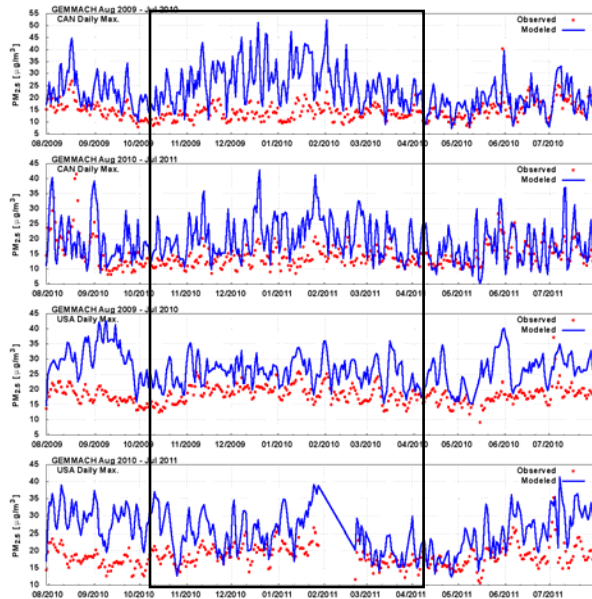 GEMMACH Aug 2009 - Jul 2010
CAN Daily Max.
Observed
Modeled
PM2.5 [µg/m³]
55
50
45
40
35
30
25
20
15
10
5
08/2009 09/2009 10/2009 11/2009 12/2009 01/2010 02/2010 03/2010 04/2010 05/2010 06/2010 07/2010
GEMMACH Aug 2010 - Jul 2011
CAN Daily Max.
Observed
Modeled
PM2.5 [µg/m³]
45
40
35
30
25
20
15
10
5
08/2010 09/2010 10/2010 11/2010 12/2010 01/2011 02/2011 03/2011 04/2011 05/2011 06/2011 07/2011
GEMMACH Aug 2009 - Jul 2010
USA Daily Max.
Observed
Modeled
PM2.5 [µg/m³]
45
40
35
30
25
20
15
10
5
08/2009 09/2009 10/2009 11/2009 12/2009 01/2010 02/2010 03/2010 04/2010 05/2010 06/2010 07/2010
GEMMACH Aug 2010 - Jul 2011
USA Daily Max.
Observed
Modeled
PM2.5 [µg/m³]
45
40
35
30
25
20
15
10
08/2010 09/2010 10/2010 11/2010 12/2010 01/2011 02/2011 03/2011 04/2011 05/2011 06/2011 07/2011